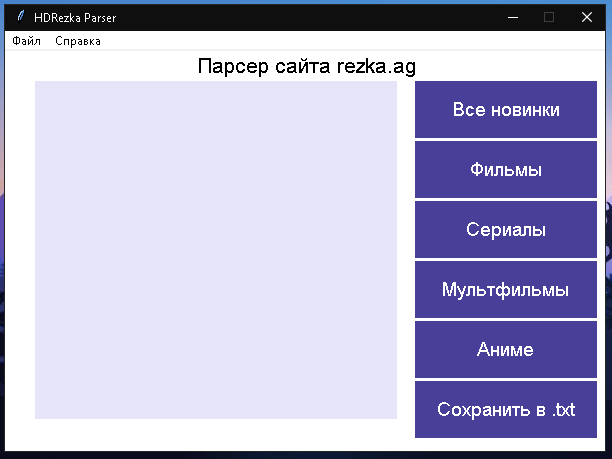 HDRezka Parser
Файл Справка
Парсер сайта rezka.ag
Все новинки
Фильмы
Сериалы
Мультфильмы
Аниме
Сохранить в .txt